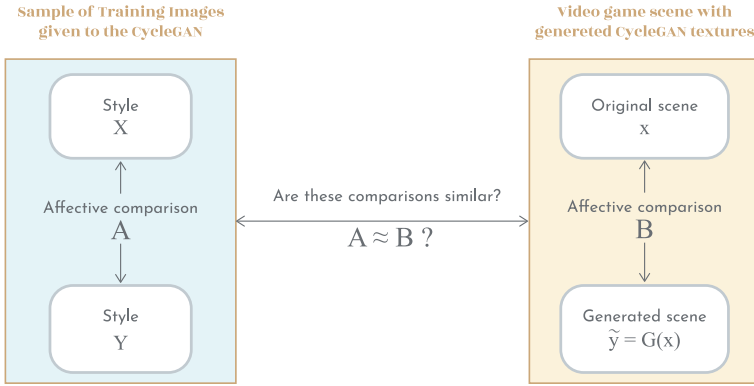 Sample of Training Images
given to the CycleGAN
Style
X
Affective comparison
A
Style
Y
Are these comparisons similar?
A ≈ B ?
Video game scene with
genereted CycleGAN textures
Original scene
x
Affective comparison
B
Generated scene
ỹ = G(x)